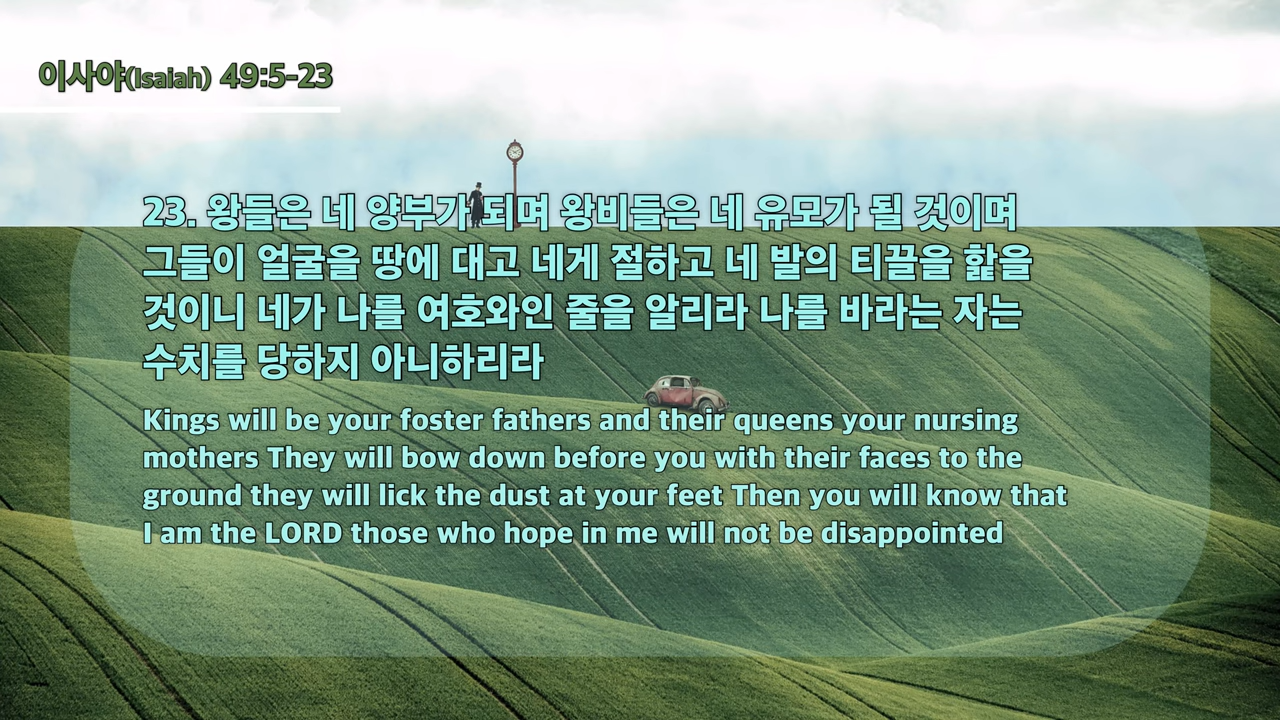 이사야(Isaiah) 49:5-23
23. 왕들은 네 양부가 되며 왕비들은 네 유모가 될 것이며
그들이 얼굴을 땅에 대고 네게 절하고 네 발의 티끌을 핥을
것이니 네가 나를 여호와인 줄을 알리라 나를 바라는 자는
수치를 당하지 아니하리라
Kings will be your foster fathers and their queens your nursing
mothers They will bow down before you with their faces to the
ground they will lick the dust at your feet Then you will know that
I am the LORD those who hope in me will not be disappointed